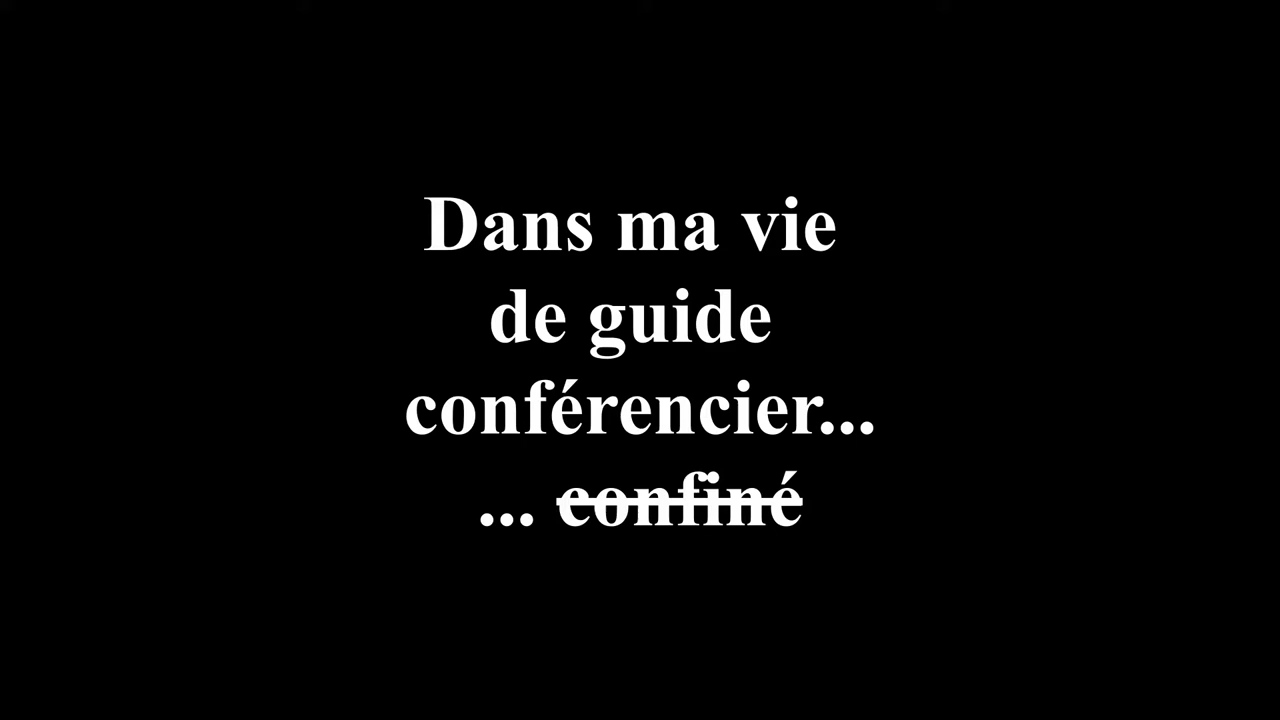 Dans ma vie
de guide
conférencier...
... confiné